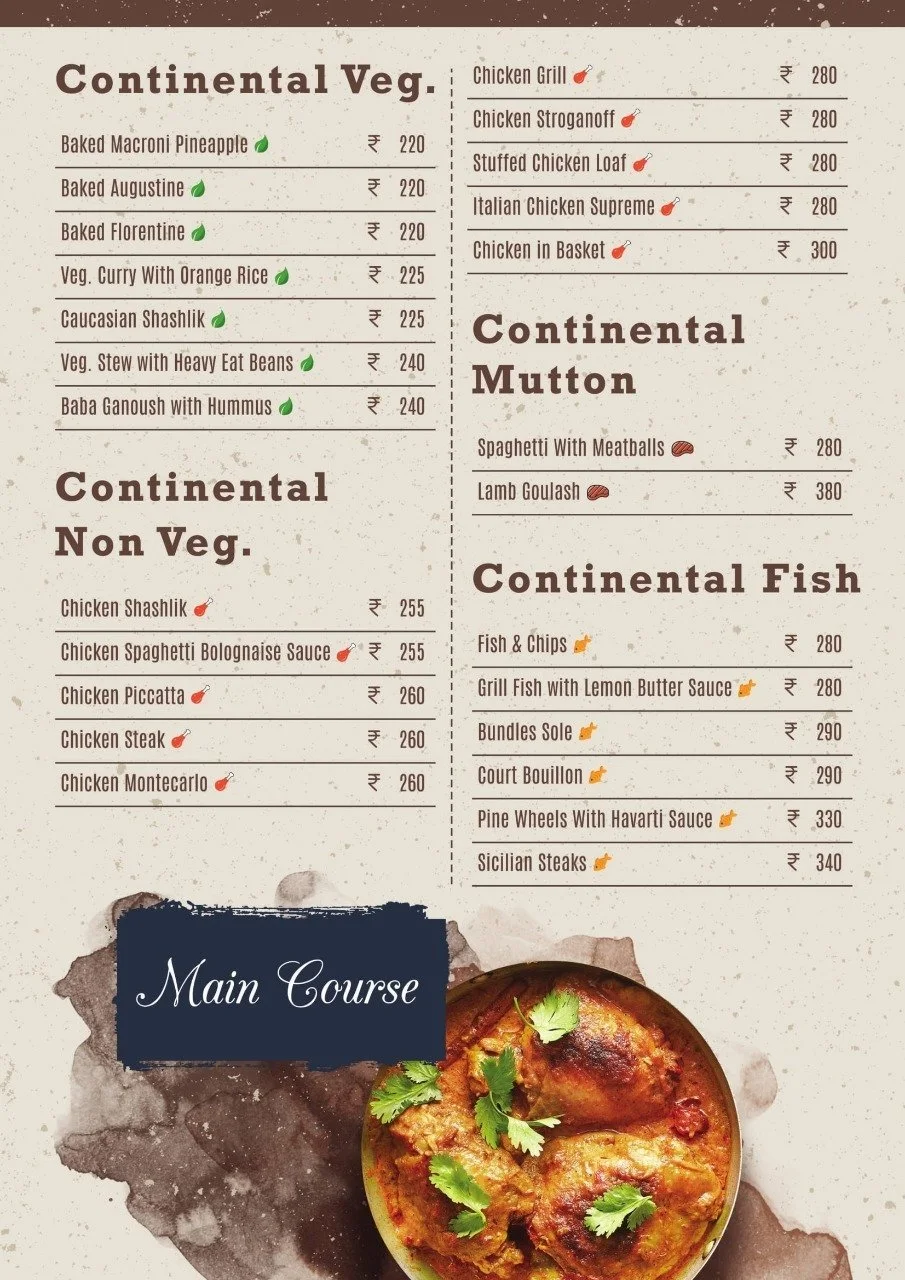 Continental Veg.
Baked Macroni Pineapple ₹ 220
Baked Augustine ₹ 220
Baked Florentine ₹ 220
Veg. Curry With Orange Rice ₹ 225
Caucasian Shashlik ₹ 225
Veg. Stew with Heavy Eat Beans ₹ 240
Baba Ganoush with Hummus ₹ 240
Continental
Non Veg.
Chicken Shashlik ₹ 255
Chicken Spaghetti Bolognaise Sauce ₹ 255
Chicken Piccatta ₹ 260
Chicken Steak ₹ 260
Chicken Montecarlo ₹ 260
Chicken Grill ₹ 280
Chicken Stroganoff ₹ 280
Stuffed Chicken Loaf ₹ 280
Italian Chicken Supreme ₹ 280
Chicken in Basket ₹ 300
Continental
Mutton
Spaghetti With Meatballs ₹ 280
Lamb Goulash ₹ 380
Continental Fish
Fish & Chips ₹ 280
Grill Fish with Lemon Butter Sauce ₹ 280
Bundles Sole ₹ 290
Court Bouillon ₹ 290
Pine Wheels With Havarti Sauce ₹ 330
Sicilian Steaks ₹ 340
Main Course